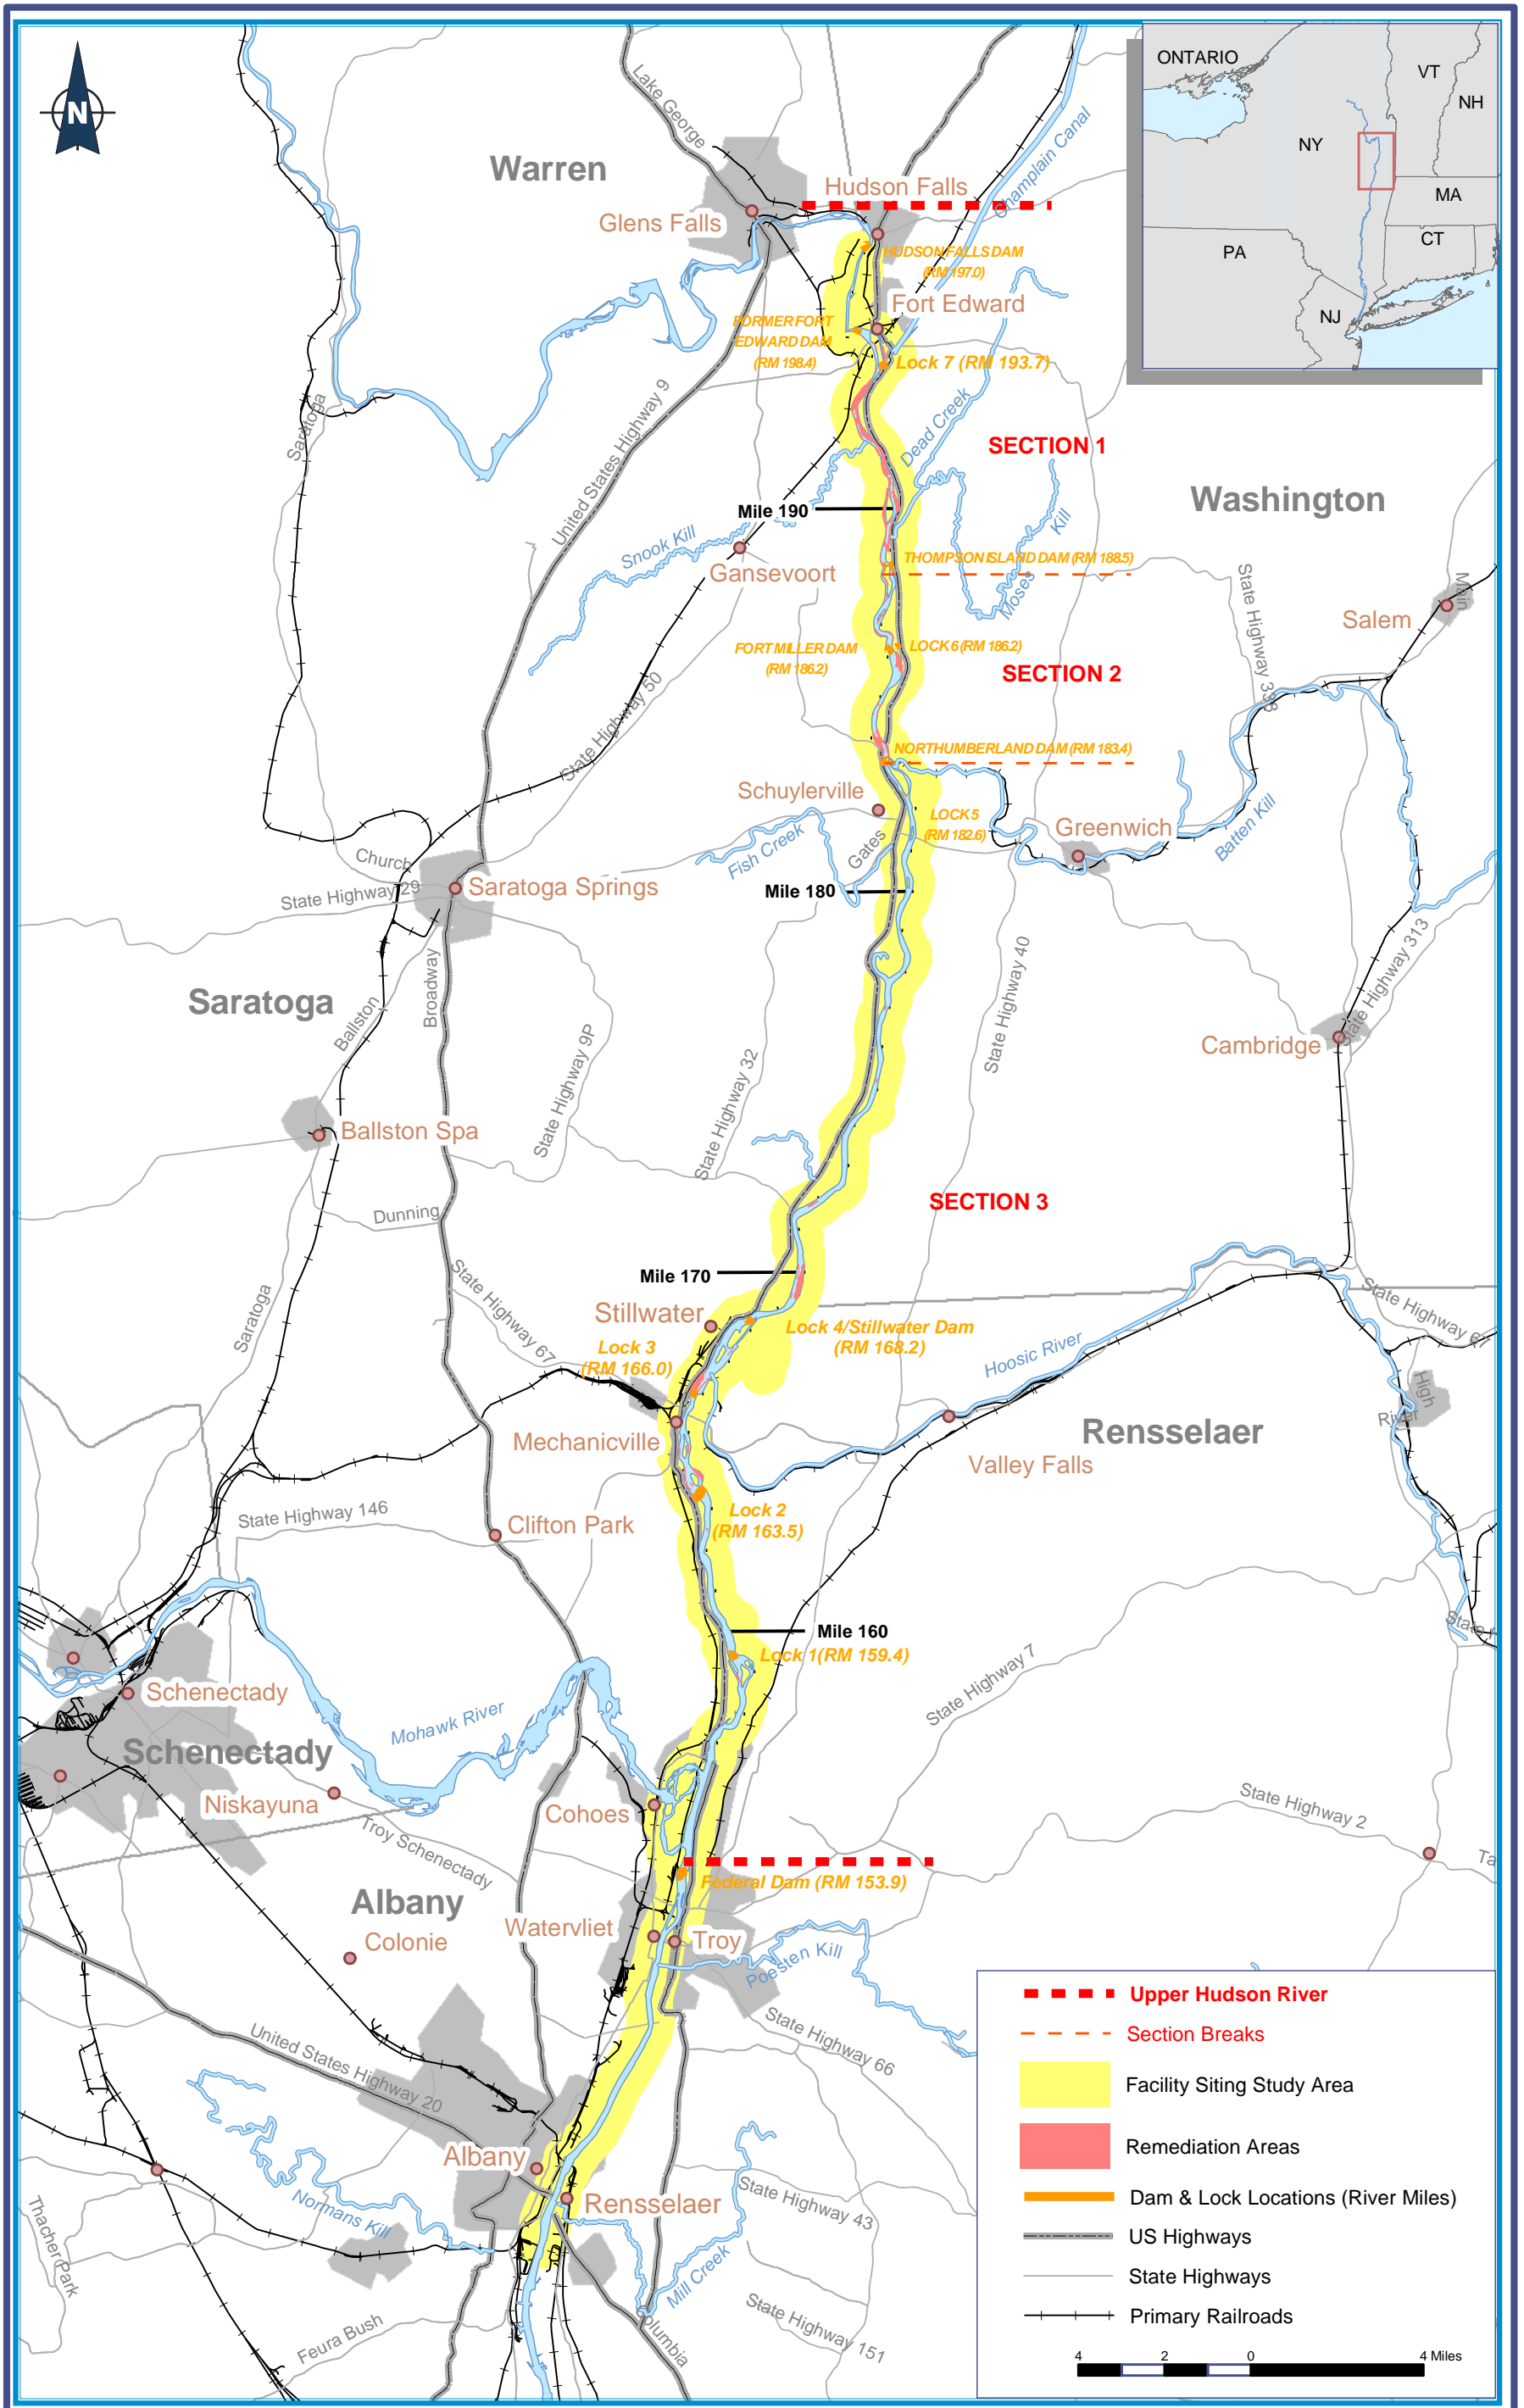 N
ONTARIO
VT
NH
NY
MA
CT
PA
NJ
Lake George
Champlain Canal
Warren
Hudson Falls
Glens Falls
HUDSON FALLS DAM
(RM 197.0)
Fort Edward
FORMER FORT
EDWARD DAM
(RM 198.4)
Lock 7 (RM 193.7)
United States Highway 9
Saratoga
Dead Creek
SECTION 1
Washington
Mile 190
Snook Kill
Kill
Moses
Gansevoort
THOMPSON ISLAND DAM (RM 188.5)
State Highway 338
Main
Salem
FORT MILLER DAM
(RM 186.2)
LOCK 6 (RM 186.2)
SECTION 2
State Highway 50
NORTHUMBERLAND DAM (RM 183.4)
Schuylerville
LOCK 5
(RM 182.6)
Greenwich
Batten Kill
Fish Creek
Gates
Church
State Highway 29
Saratoga Springs
Mile 180
Broadway
Ballston
Saratoga
State Highway 9P
State Highway 32
State Highway 40
State Highway 313
Cambridge
Ballston Spa
Dunning
SECTION 3
State Highway 67
Saratoga
Mile 170
Stillwater
Lock 4/Stillwater Dam
(RM 168.2)
Lock 3
(RM 166.0)
Hoosic River
State Highway 67
High
River
Mechanicville
Rensselaer
Valley Falls
Lock 2
(RM 163.5)
State Highway 146
Clifton Park
Mile 160
Lock 1(RM 159.4)
State
State Highway 7
Schenectady
Mohawk River
Schenectady
Niskayuna
Troy Schenectady
Cohoes
State Highway 2
Ta
Federal Dam (RM 153.9)
Albany
Colonie
Watervliet
Troy
Poesten Kill
State Highway 66
United States Highway 20
Albany
Rensselaer
Normans Kill
Thacher Park
State Highway 43
Mill Creek
State Highway 151
Columbia
Feura Bush
Upper Hudson River
Section Breaks
Facility Siting Study Area
Remediation Areas
Dam & Lock Locations (River Miles)
US Highways
State Highways
Primary Railroads
4 2 0 4 Miles